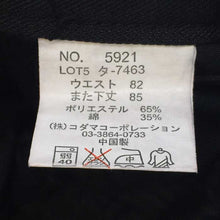 NO. 5921
LOT5 タ-7463
ウエスト 82
また下丈 85
ポリエステル 65%
綿 35%
(株)コダマコーポレーション
03-3864-0733
中国製
弱
40